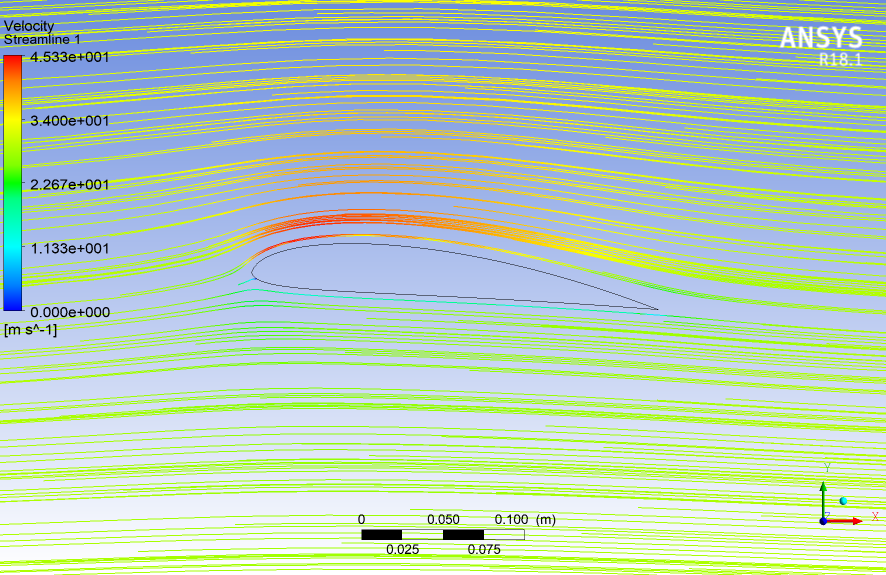 Velocity
Streamline 1
4.533e+001
3.400e+001
2.267e+001
1.133e+001
0.000e+000
[m s^-1]
ANSYS
R18.1
0 0.050 0.100 (m)
0.025 0.075
Y
Z X